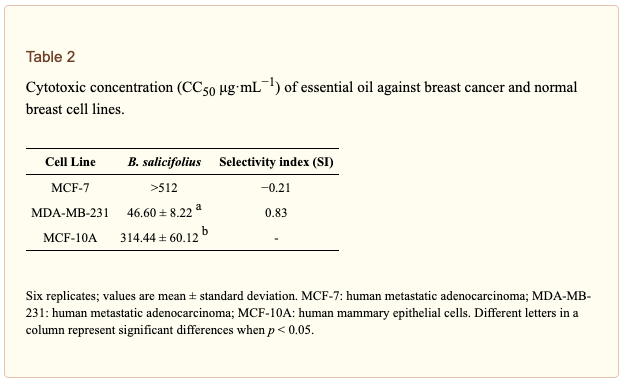 Table 2
Cytotoxic concentration (CC50 μg·mL−1) of essential oil against breast cancer and normal
breast cell lines.
Cell Line B. salicifolius Selectivity index (SI)
MCF-7 >512 −0.21
MDA-MB-231 46.60 ± 8.22 a 0.83
MCF-10A 314.44 ± 60.12 b -
Six replicates; values are mean ± standard deviation. MCF-7: human metastatic adenocarcinoma; MDA-MB-
231: human metastatic adenocarcinoma; MCF-10A: human mammary epithelial cells. Different letters in a
column represent significant differences when p < 0.05.